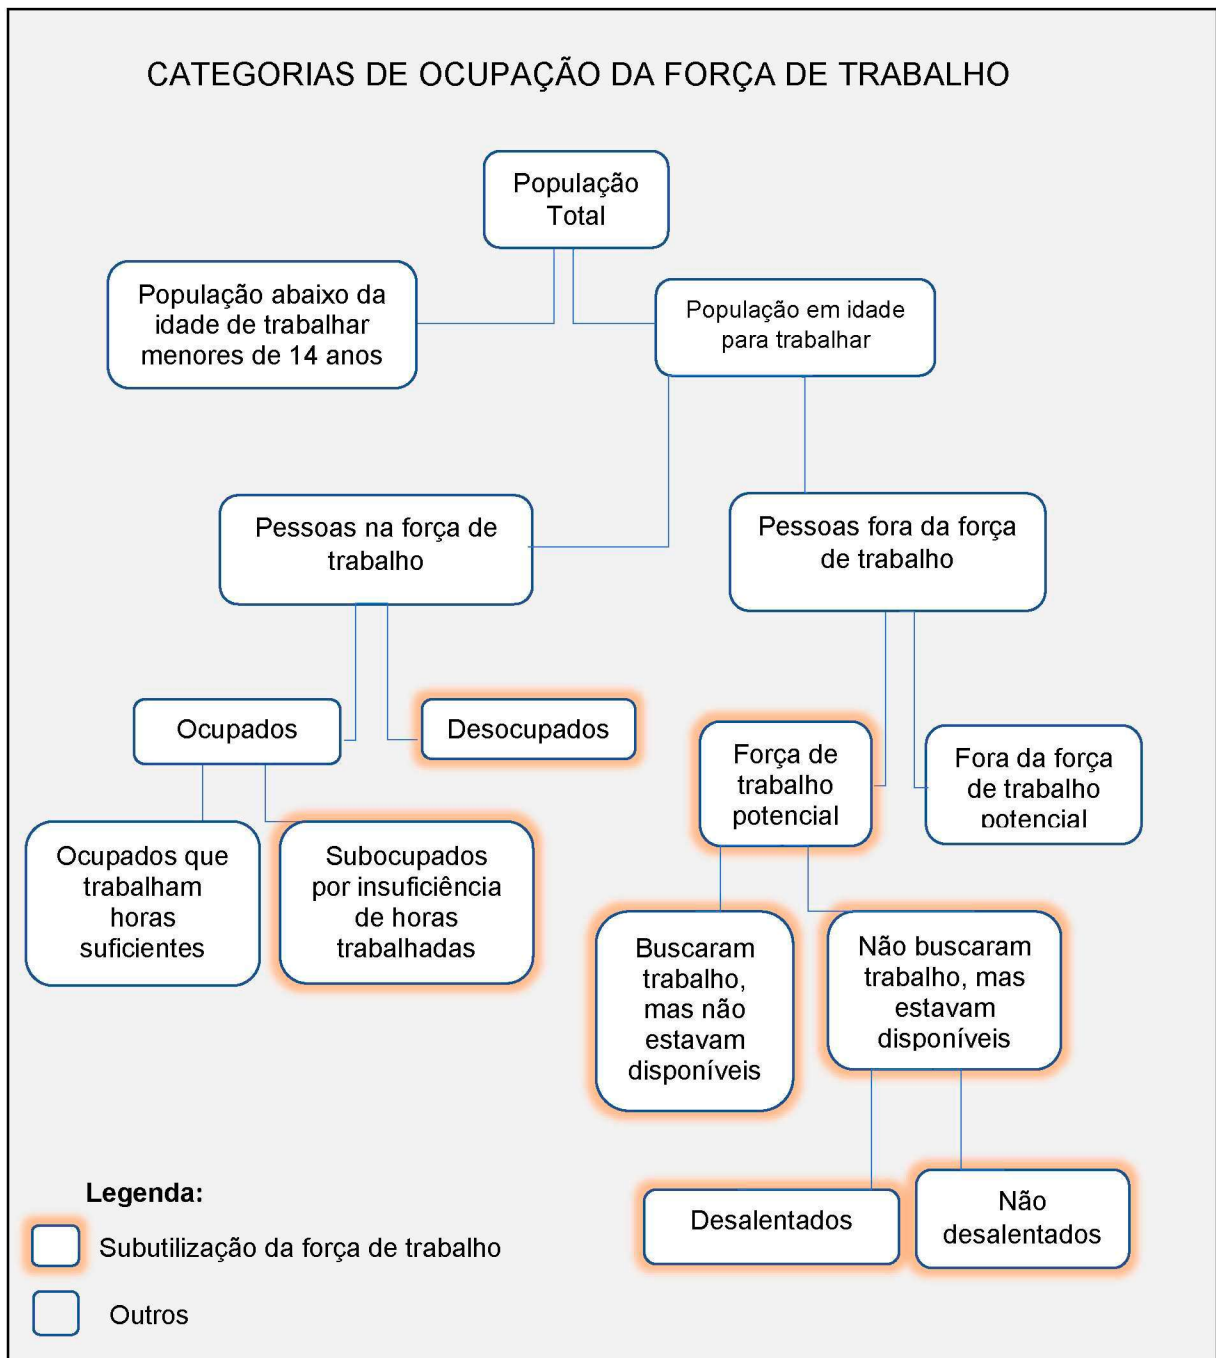 CATEGORIAS DE OCUPAÇÃO DA FORÇA DE TRABALHO
População
Total
População abaixo da
idade de trabalhar
menores de 14 anos
População em idade
para trabalhar
Pessoas na força de
trabalho
Pessoas fora da força
de trabalho
Ocupados
Desocupados
Força de
trabalho
potencial
Fora da força
de trabalho
potencial
Ocupados que
trabalham
horas
suficientes
Subocupados
por insuficiência
de horas
trabalhadas
Buscaram
trabalho,
mas não
estavam
disponíveis
Não buscaram
trabalho, mas
estavam
disponíveis
Desalentados
Não
desalentados
Legenda:
Subutilização da força de trabalho
Outros